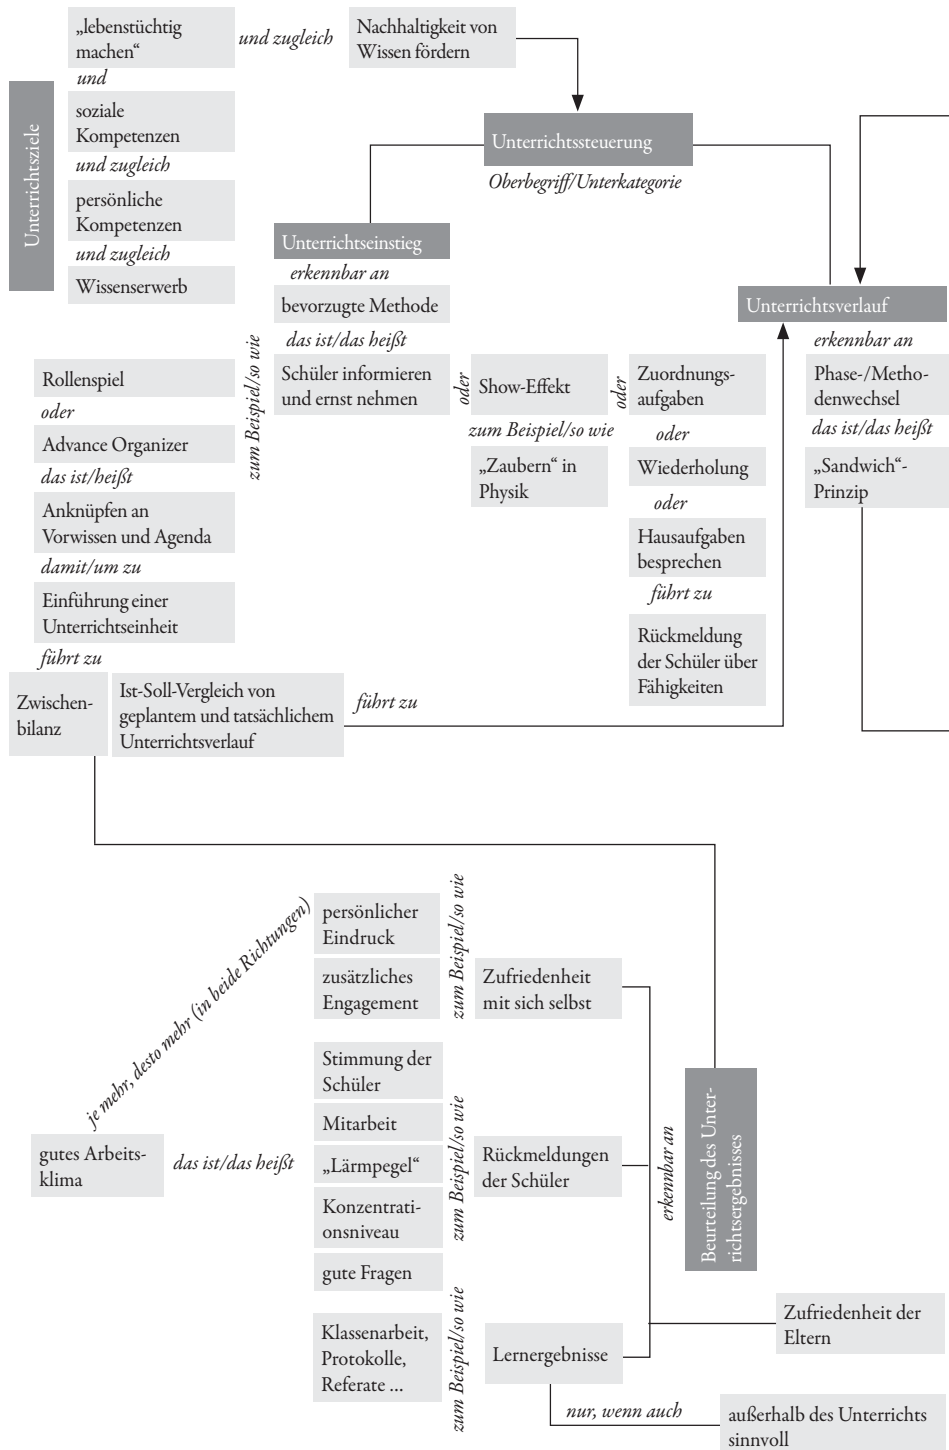 „lebenstüchtig
machen“
und zugleich
Nachhaltigkeit von
Wissen fördern
und
Unterrichtsziele
soziale
Kompetenzen
und zugleich
persönliche
Kompetenzen
und zugleich
Wissenserwerb
Unterrichtssteuerung
Oberbegriff/Unterkategorie
Unterrichtseinstieg
erkennbar an
bevorzugte Methode
das ist/das heißt
Schüler informieren
und ernst nehmen
oder
Show-Effekt
zum Beispiel/so wie
„Zaubern“ in
Physik
oder
Zuordnungs-
aufgaben
oder
Wiederholung
oder
Hausaufgaben
besprechen
führt zu
Rückmeldung
der Schüler über
Fähigkeiten
Unterrichtsverlauf
erkennbar an
Phase-/Metho-
denwechsel
das ist/das heißt
„Sandwich“-
Prinzip
zum Beispiel/so wie
Rollenspiel
oder
Advance Organizer
das ist/heißt
Anknüpfen an
Vorwissen und Agenda
damit/um zu
Einführung einer
Unterrichtseinheit
führt zu
Zwischen-
bilanz
Ist-Soll-Vergleich von
geplantem und tatsächlichem
Unterrichtsverlauf
führt zu
je mehr, desto mehr (in beide Richtungen)
persönlicher
Eindruck
zusätzliches
Engagement
zum Beispiel/so wie
Zufriedenheit
mit sich selbst
gutes Arbeits-
klima
das ist/das heißt
Stimmung der
Schüler
Mitarbeit
„Lärmpegel“
Konzentrati-
onsniveau
gute Fragen
zum Beispiel/so wie
Rückmeldungen
der Schüler
erkennbar an
Beurteilung des Unter-
richtsergebnisses
Klassenarbeit,
Protokolle,
Referate ...
zum Beispiel/so wie
Lernergebnisse
Zufriedenheit der
Eltern
nur, wenn auch
außerhalb des Unterrichts
sinnvoll